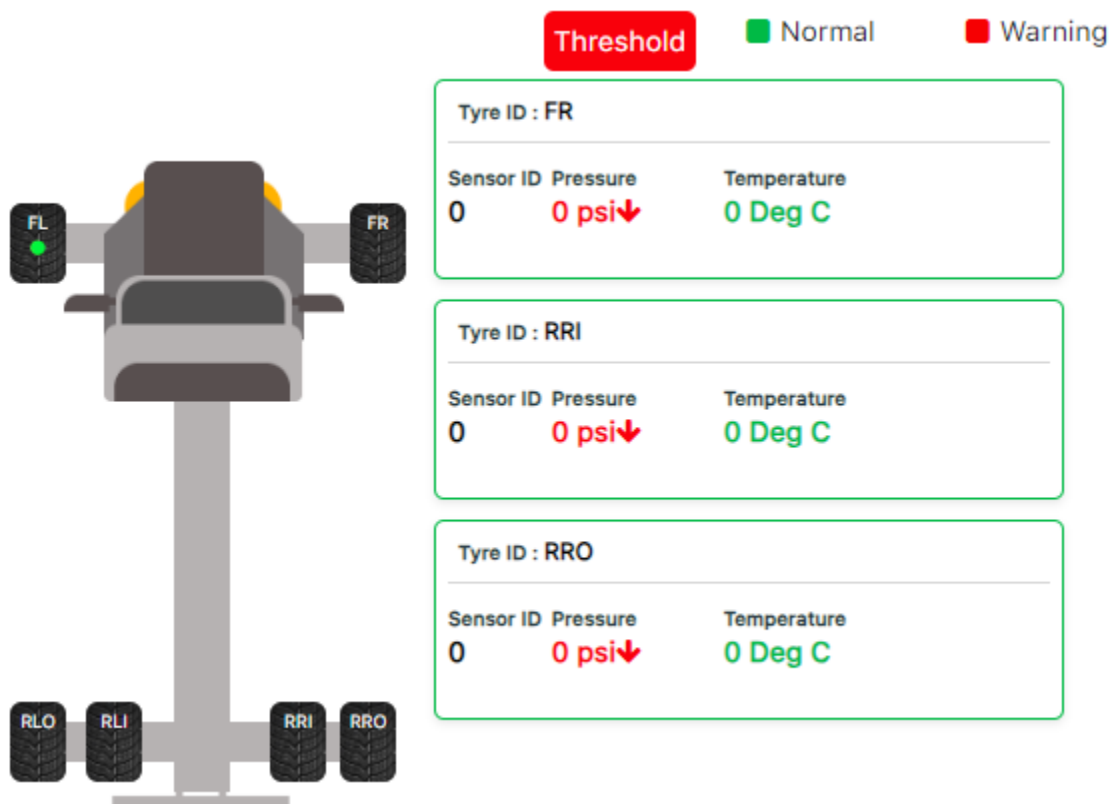 Threshold
Normal
Warning
Tyre ID : FR
Sensor ID Pressure Temperature
0 0 psi 0 Deg C
Tyre ID : RRI
Sensor ID Pressure Temperature
0 0 psi 0 Deg C
Tyre ID : RRO
Sensor ID Pressure Temperature
0 0 psi 0 Deg C
FL
FR
RLO
RLI
RRI
RRO